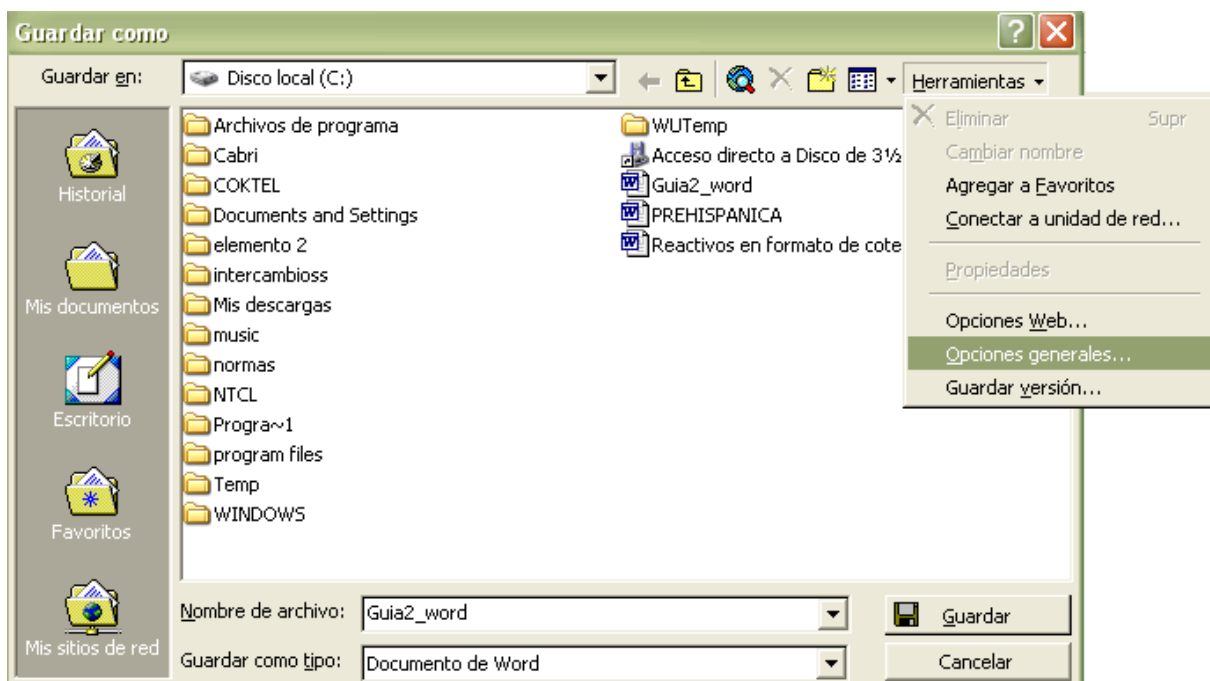 Guardar como
Guardar en:
Disco local (C:)
Herramientas
Historial
Mis documentos
Escritorio
Favoritos
Mis sitios de red
Archivos de programa
Cabri
COKTEL
Documents and Settings
elemento 2
intercambioss
Mis descargas
music
normas
NTCL
Progra~1
program files
Temp
WINDOWS
WUTemp
Acceso directo a Disco de 3½
Guia2_word
PREHISPANICA
Reactivos en formato de cote
Eliminar Supr
Cambiar nombre
Agregar a Favoritos
Conectar a unidad de red...
Propiedades
Opciones Web...
Opciones generales...
Guardar versión...
Nombre de archivo: Guia2_word
Guardar
Guardar como tipo: Documento de Word
Cancelar